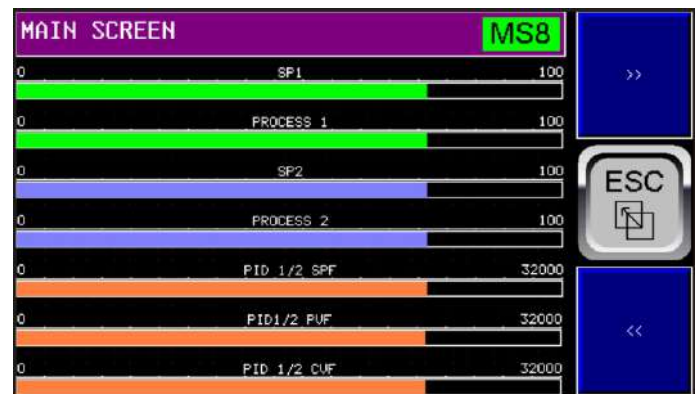 MAIN SCREEN MS8
0 SP1 100
0 PROCESS 1 100
0 SP2 100
0 PROCESS 2 100
0 PID 1/2 SPF 32000
0 PID1/2 PVF 32000
0 PID 1/2 CVF 32000
>>
ESC
<<